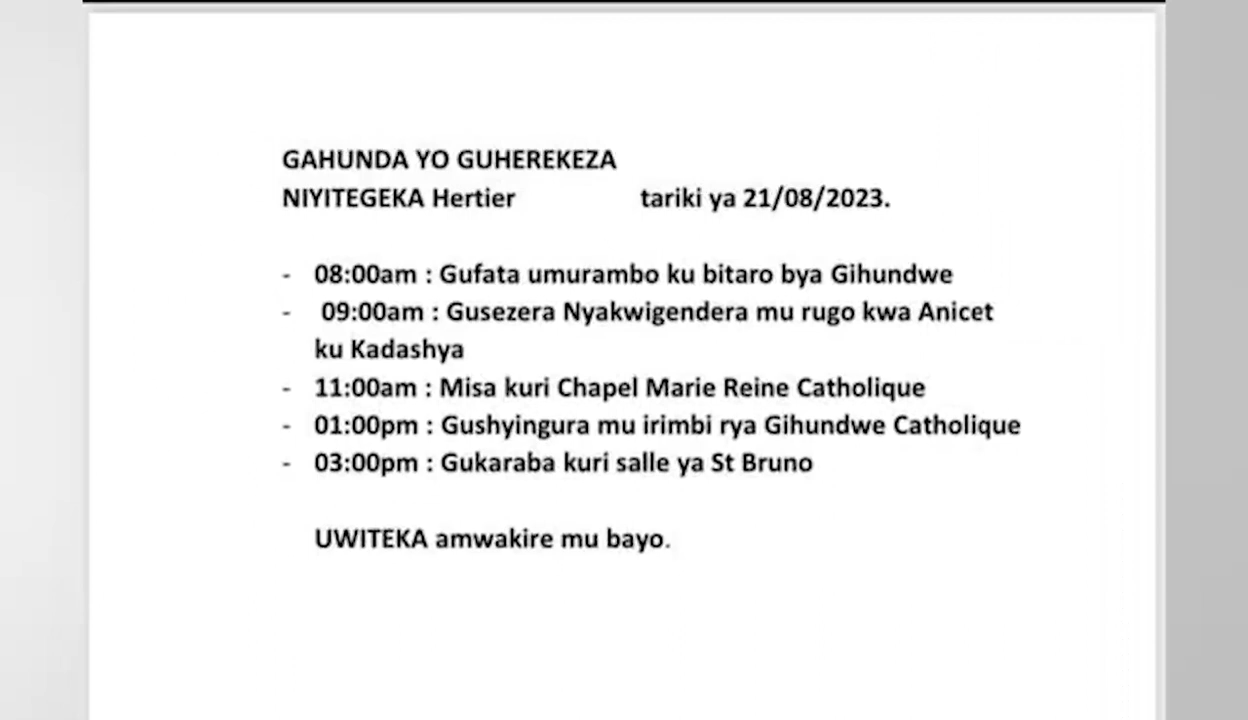 GAHUNDA YO GUHEREKEZA
NIYITEGEKA Hertier tariki ya 21/08/2023.
- 08:00am : Gufata umurambo ku bitaro bya Gihundwe
- 09:00am : Gusezera Nyakwigendera mu rugo kwa Anicet
ku Kadashya
- 11:00am : Misa kuri Chapel Marie Reine Catholique
- 01:00pm : Gushyingura mu irimbi rya Gihundwe Catholique
- 03:00pm : Gukaraba kuri salle ya St Bruno
UWITEKA amwakire mu bayo.